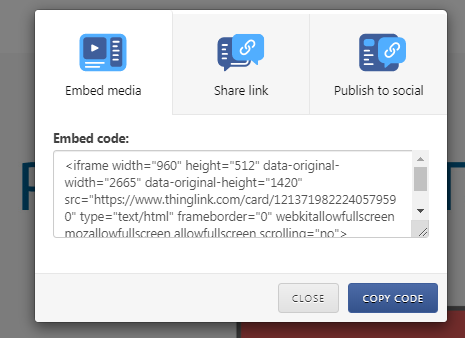 Embed media
Share link
Publish to social
Embed code:
<iframe width="960" height="512" data-original-
width="2665" data-original-height="1420"
src="https://www.thinglink.com/card/121371982224057959
0" type="text/html" frameborder="0" webkitallowfullscreen
mozallowfullscreen allowfullscreen scrolling="no">
CLOSE
COPY CODE